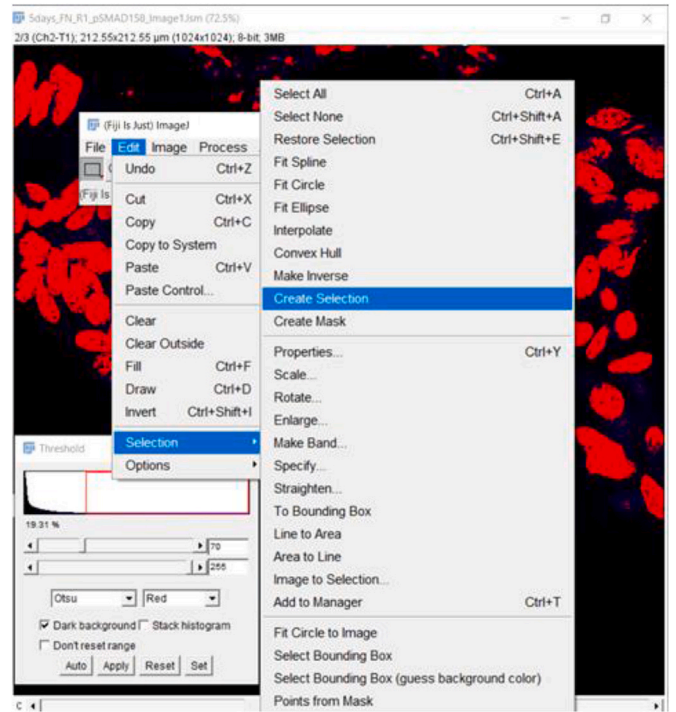 5days_FN_R1_pSMAD158_Image1.lsm (72.5%)
2/3 (Ch2-T1); 212.55x212.55 µm (1024x1024); 8-bit; 3MB
(Fiji Is Just) ImageJ
File Edit Image Process
(Fiji Is
Undo Ctrl+Z
Cut Ctrl+X
Copy Ctrl+C
Copy to System
Paste Ctrl+V
Paste Control...
Clear
Clear Outside
Fill Ctrl+F
Draw Ctrl+D
Invert Ctrl+Shift+I
Selection
Options
Select All Ctrl+A
Select None Ctrl+Shift+A
Restore Selection Ctrl+Shift+E
Fit Spline
Fit Circle
Fit Ellipse
Interpolate
Convex Hull
Make Inverse
Create Selection
Create Mask
Properties... Ctrl+Y
Scale...
Rotate...
Enlarge...
Make Band...
Specify...
Straighten...
To Bounding Box
Line to Area
Area to Line
Image to Selection...
Add to Manager Ctrl+T
Fit Circle to Image
Select Bounding Box
Select Bounding Box (guess background color)
Points from Mask
Threshold
19.31 %
70
255
Otsu Red
Dark background Stack histogram
Don't reset range
Auto Apply Reset Set
C